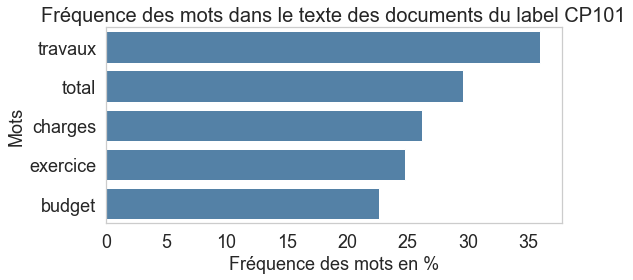 Fréquence des mots dans le texte des documents du label CP101
travaux
total
charges
exercice
budget
Mots
0 5 10 15 20 25 30 35
Fréquence des mots en %